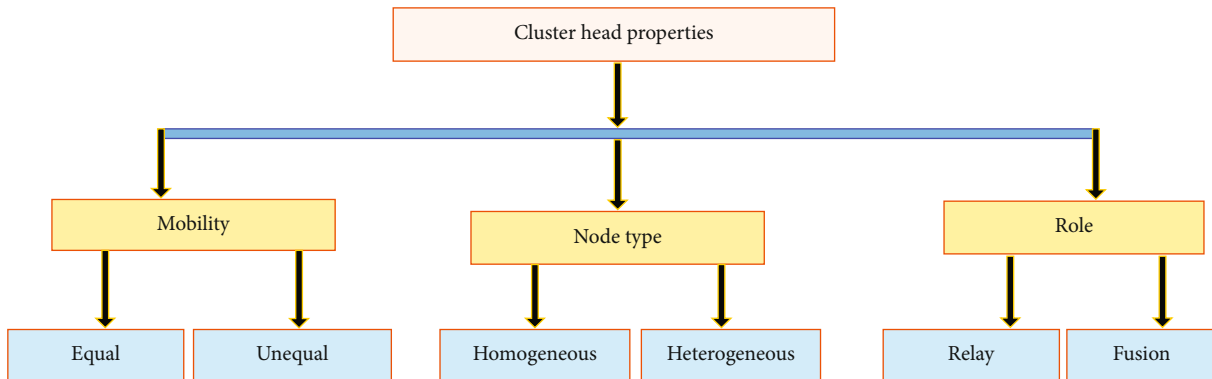 Cluster head properties
Mobility
Node type
Role
Equal
Unequal
Homogeneous
Heterogeneous
Relay
Fusion